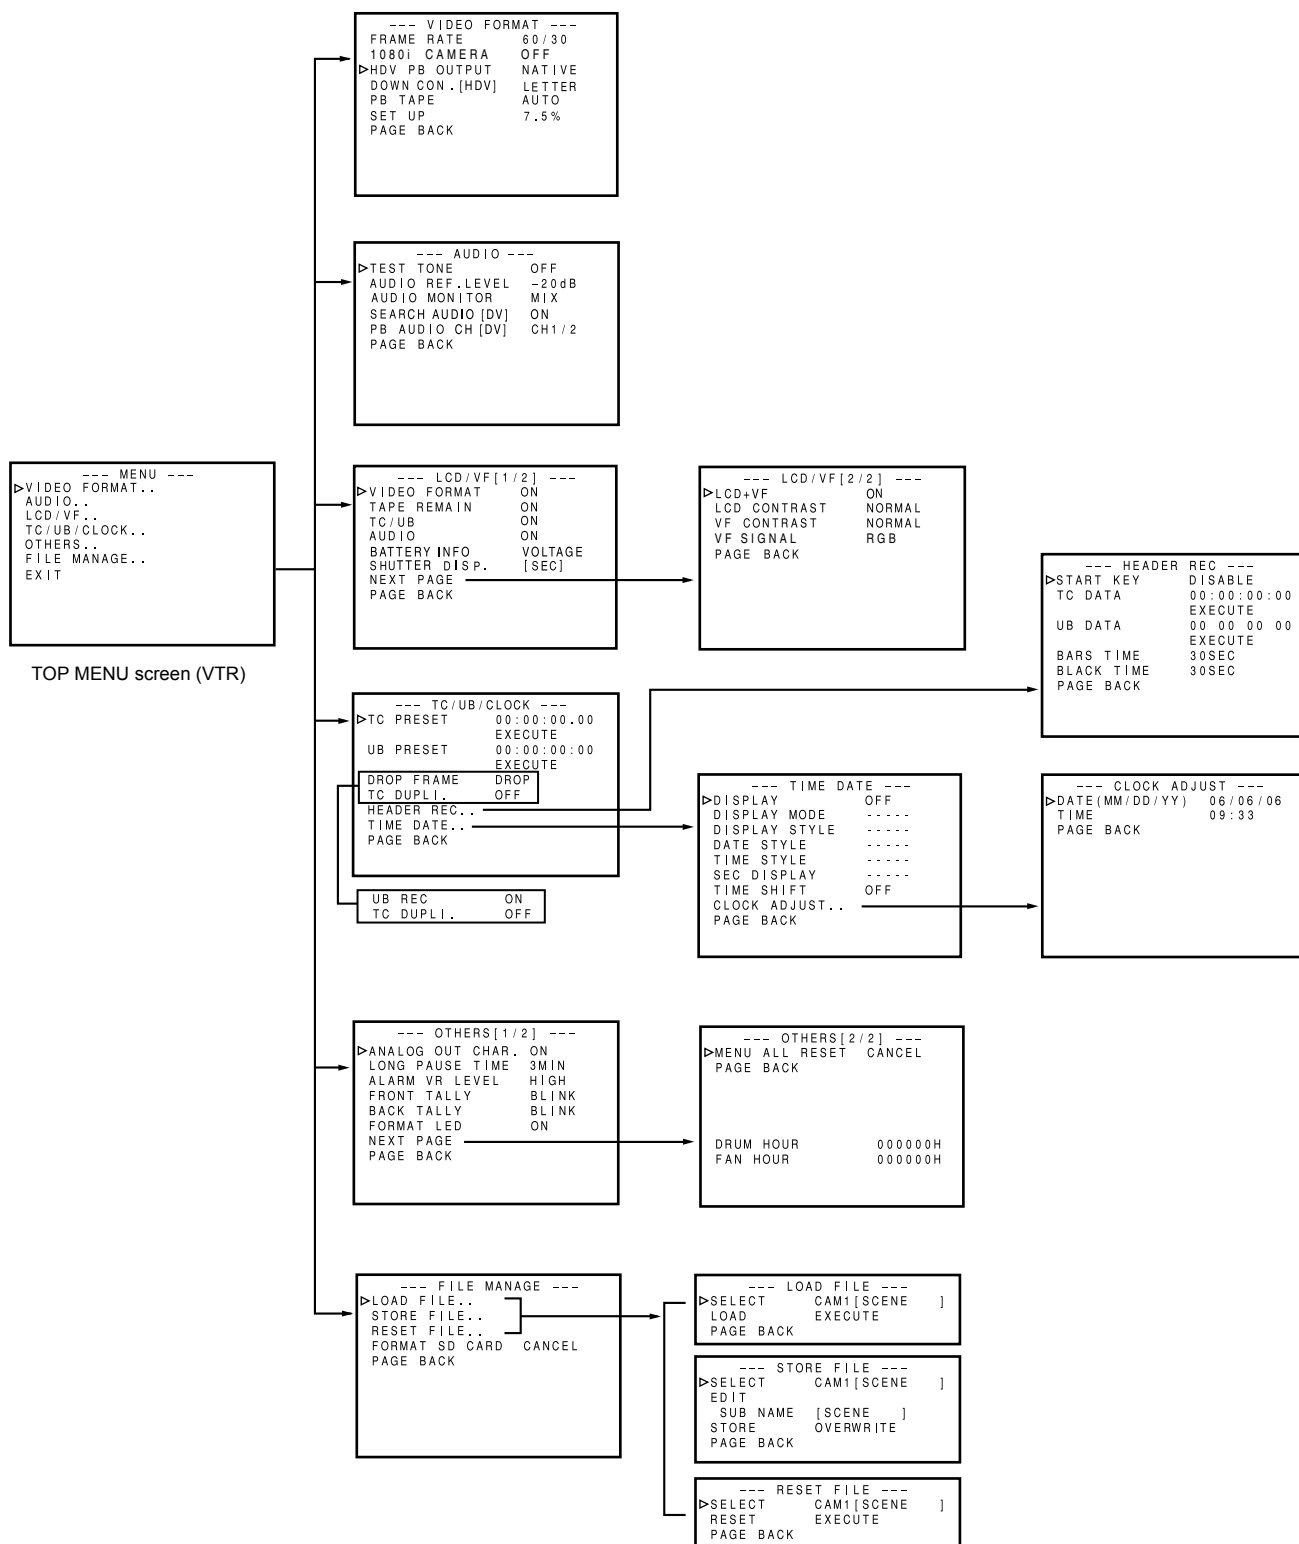 --- VIDEO FORMAT ---
FRAME RATE 60/30
1080i CAMERA OFF
▷HDV PB OUTPUT NATIVE
DOWN CON.[HDV] LETTER
PB TAPE AUTO
SET UP 7.5%
PAGE BACK
--- AUDIO ---
▷TEST TONE OFF
AUDIO REF.LEVEL -20dB
AUDIO MONITOR MIX
SEARCH AUDIO[DV] ON
PB AUDIO CH[DV] CH1/2
PAGE BACK
--- MENU ---
▷VIDEO FORMAT..
AUDIO..
LCD/VF..
TC/UB/CLOCK..
OTHERS..
FILE MANAGE..
EXIT
TOP MENU screen (VTR)
--- LCD/VF[1/2] ---
▷VIDEO FORMAT ON
TAPE REMAIN ON
TC/UB ON
AUDIO ON
BATTERY INFO VOLTAGE
SHUTTER DISP. [SEC]
NEXT PAGE
PAGE BACK
--- LCD/VF[2/2] ---
▷LCD+VF ON
LCD CONTRAST NORMAL
VF CONTRAST NORMAL
VF SIGNAL RGB
PAGE BACK
--- HEADER REC ---
▷START KEY DISABLE
TC DATA 00:00:00:00
EXECUTE
UB DATA 00 00 00 00
EXECUTE
BARS TIME 30SEC
BLACK TIME 30SEC
PAGE BACK
--- TC/UB/CLOCK ---
▷TC PRESET 00:00:00.00
EXECUTE
UB PRESET 00:00:00:00
EXECUTE
DROP FRAME DROP
TC DUPLI. OFF
HEADER REC..
TIME DATE..
PAGE BACK
UB REC ON
TC DUPLI. OFF
--- TIME DATE ---
▷DISPLAY OFF
DISPLAY MODE -----
DISPLAY STYLE -----
DATE STYLE -----
TIME STYLE -----
SEC DISPLAY -----
TIME SHIFT OFF
CLOCK ADJUST..
PAGE BACK
--- CLOCK ADJUST ---
▷DATE(MM/DD/YY) 06/06/06
TIME 09:33
PAGE BACK
--- OTHERS[1/2] ---
▷ANALOG OUT CHAR. ON
LONG PAUSE TIME 3MIN
ALARM VR LEVEL HIGH
FRONT TALLY BLINK
BACK TALLY BLINK
FORMAT LED ON
NEXT PAGE
PAGE BACK
--- OTHERS[2/2] ---
▷MENU ALL RESET CANCEL
PAGE BACK
DRUM HOUR 000000H
FAN HOUR 000000H
--- FILE MANAGE ---
▷LOAD FILE..
STORE FILE..
RESET FILE..
FORMAT SD CARD CANCEL
PAGE BACK
--- LOAD FILE ---
▷SELECT CAM1[SCENE ]
LOAD EXECUTE
PAGE BACK
--- STORE FILE ---
▷SELECT CAM1[SCENE ]
EDIT
SUB NAME [SCENE ]
STORE OVERWRITE
PAGE BACK
--- RESET FILE ---
▷SELECT CAM1[SCENE ]
RESET EXECUTE
PAGE BACK